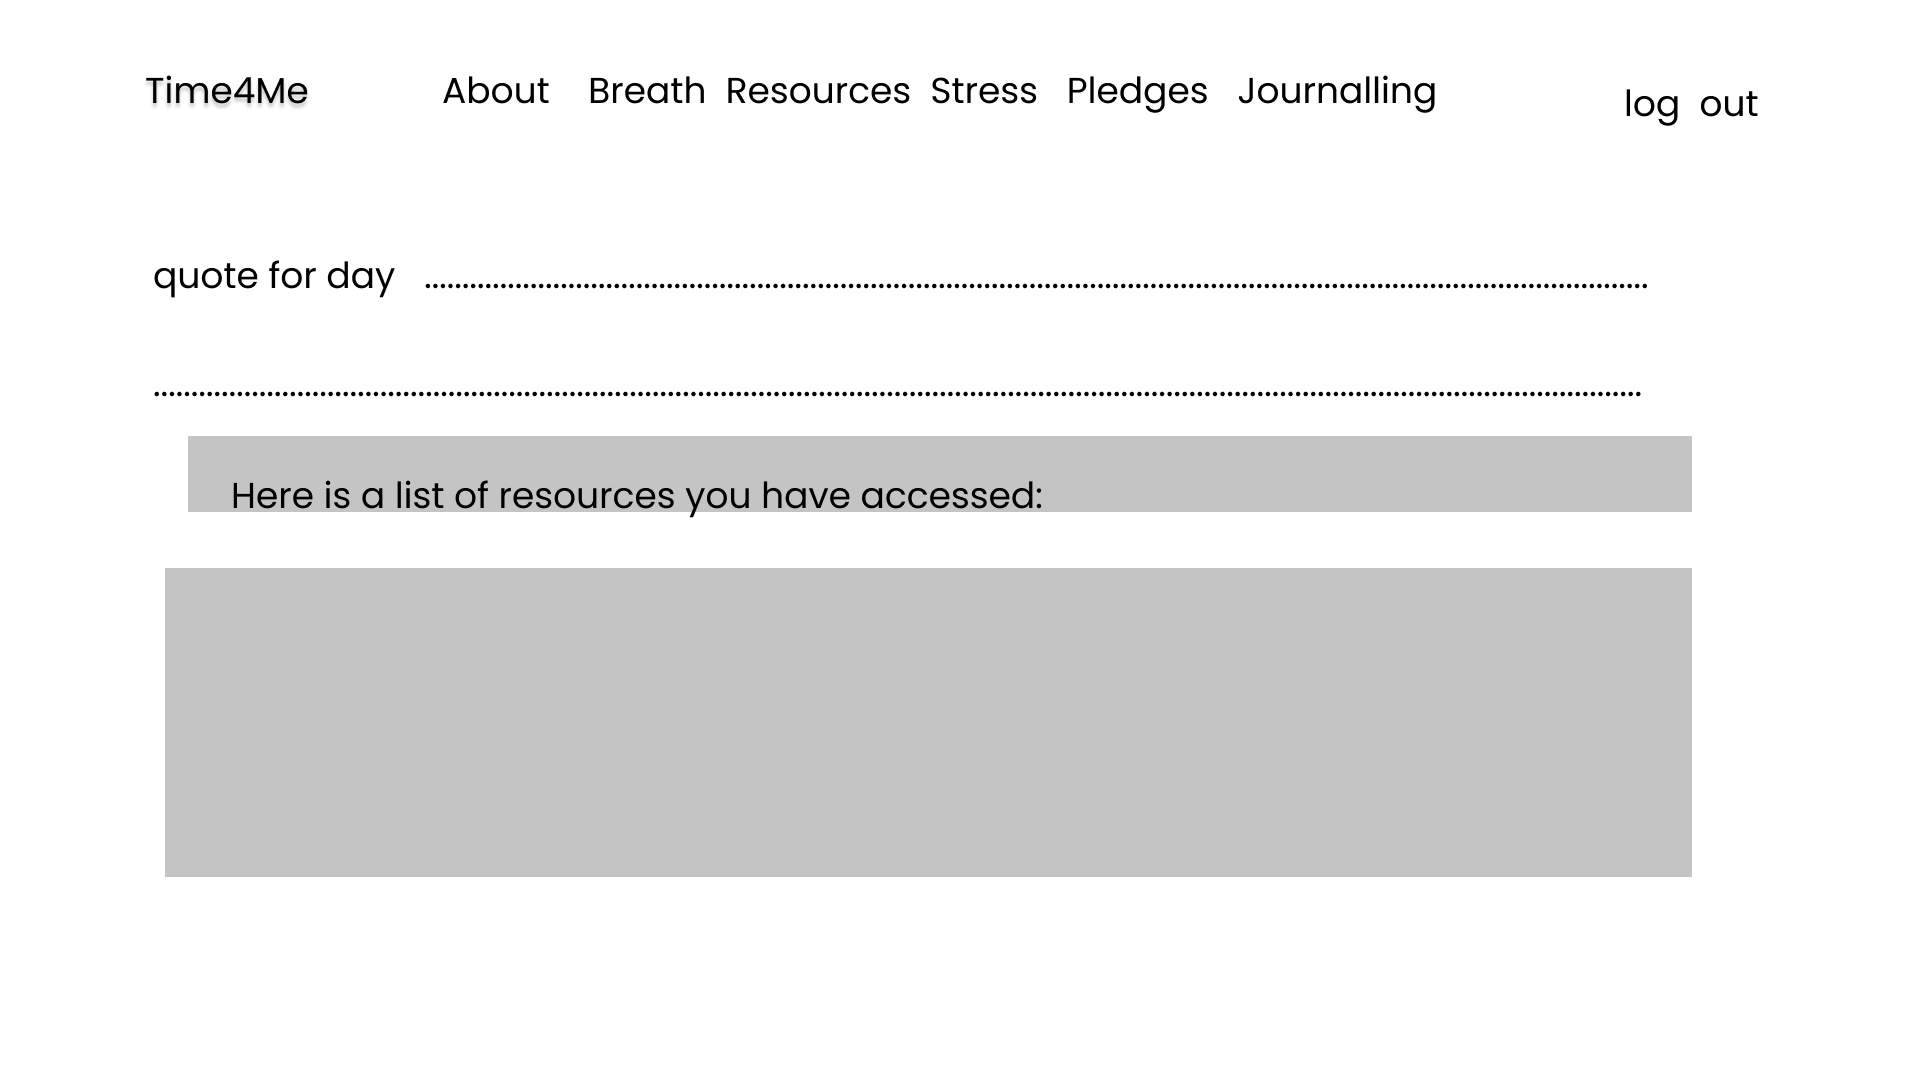 Time4Me About Breath Resources Stress Pledges Journalling log out
quote for day ........................................................................................................................................................
..........................................................................................................................................................................................
Here is a list of resources you have accessed: